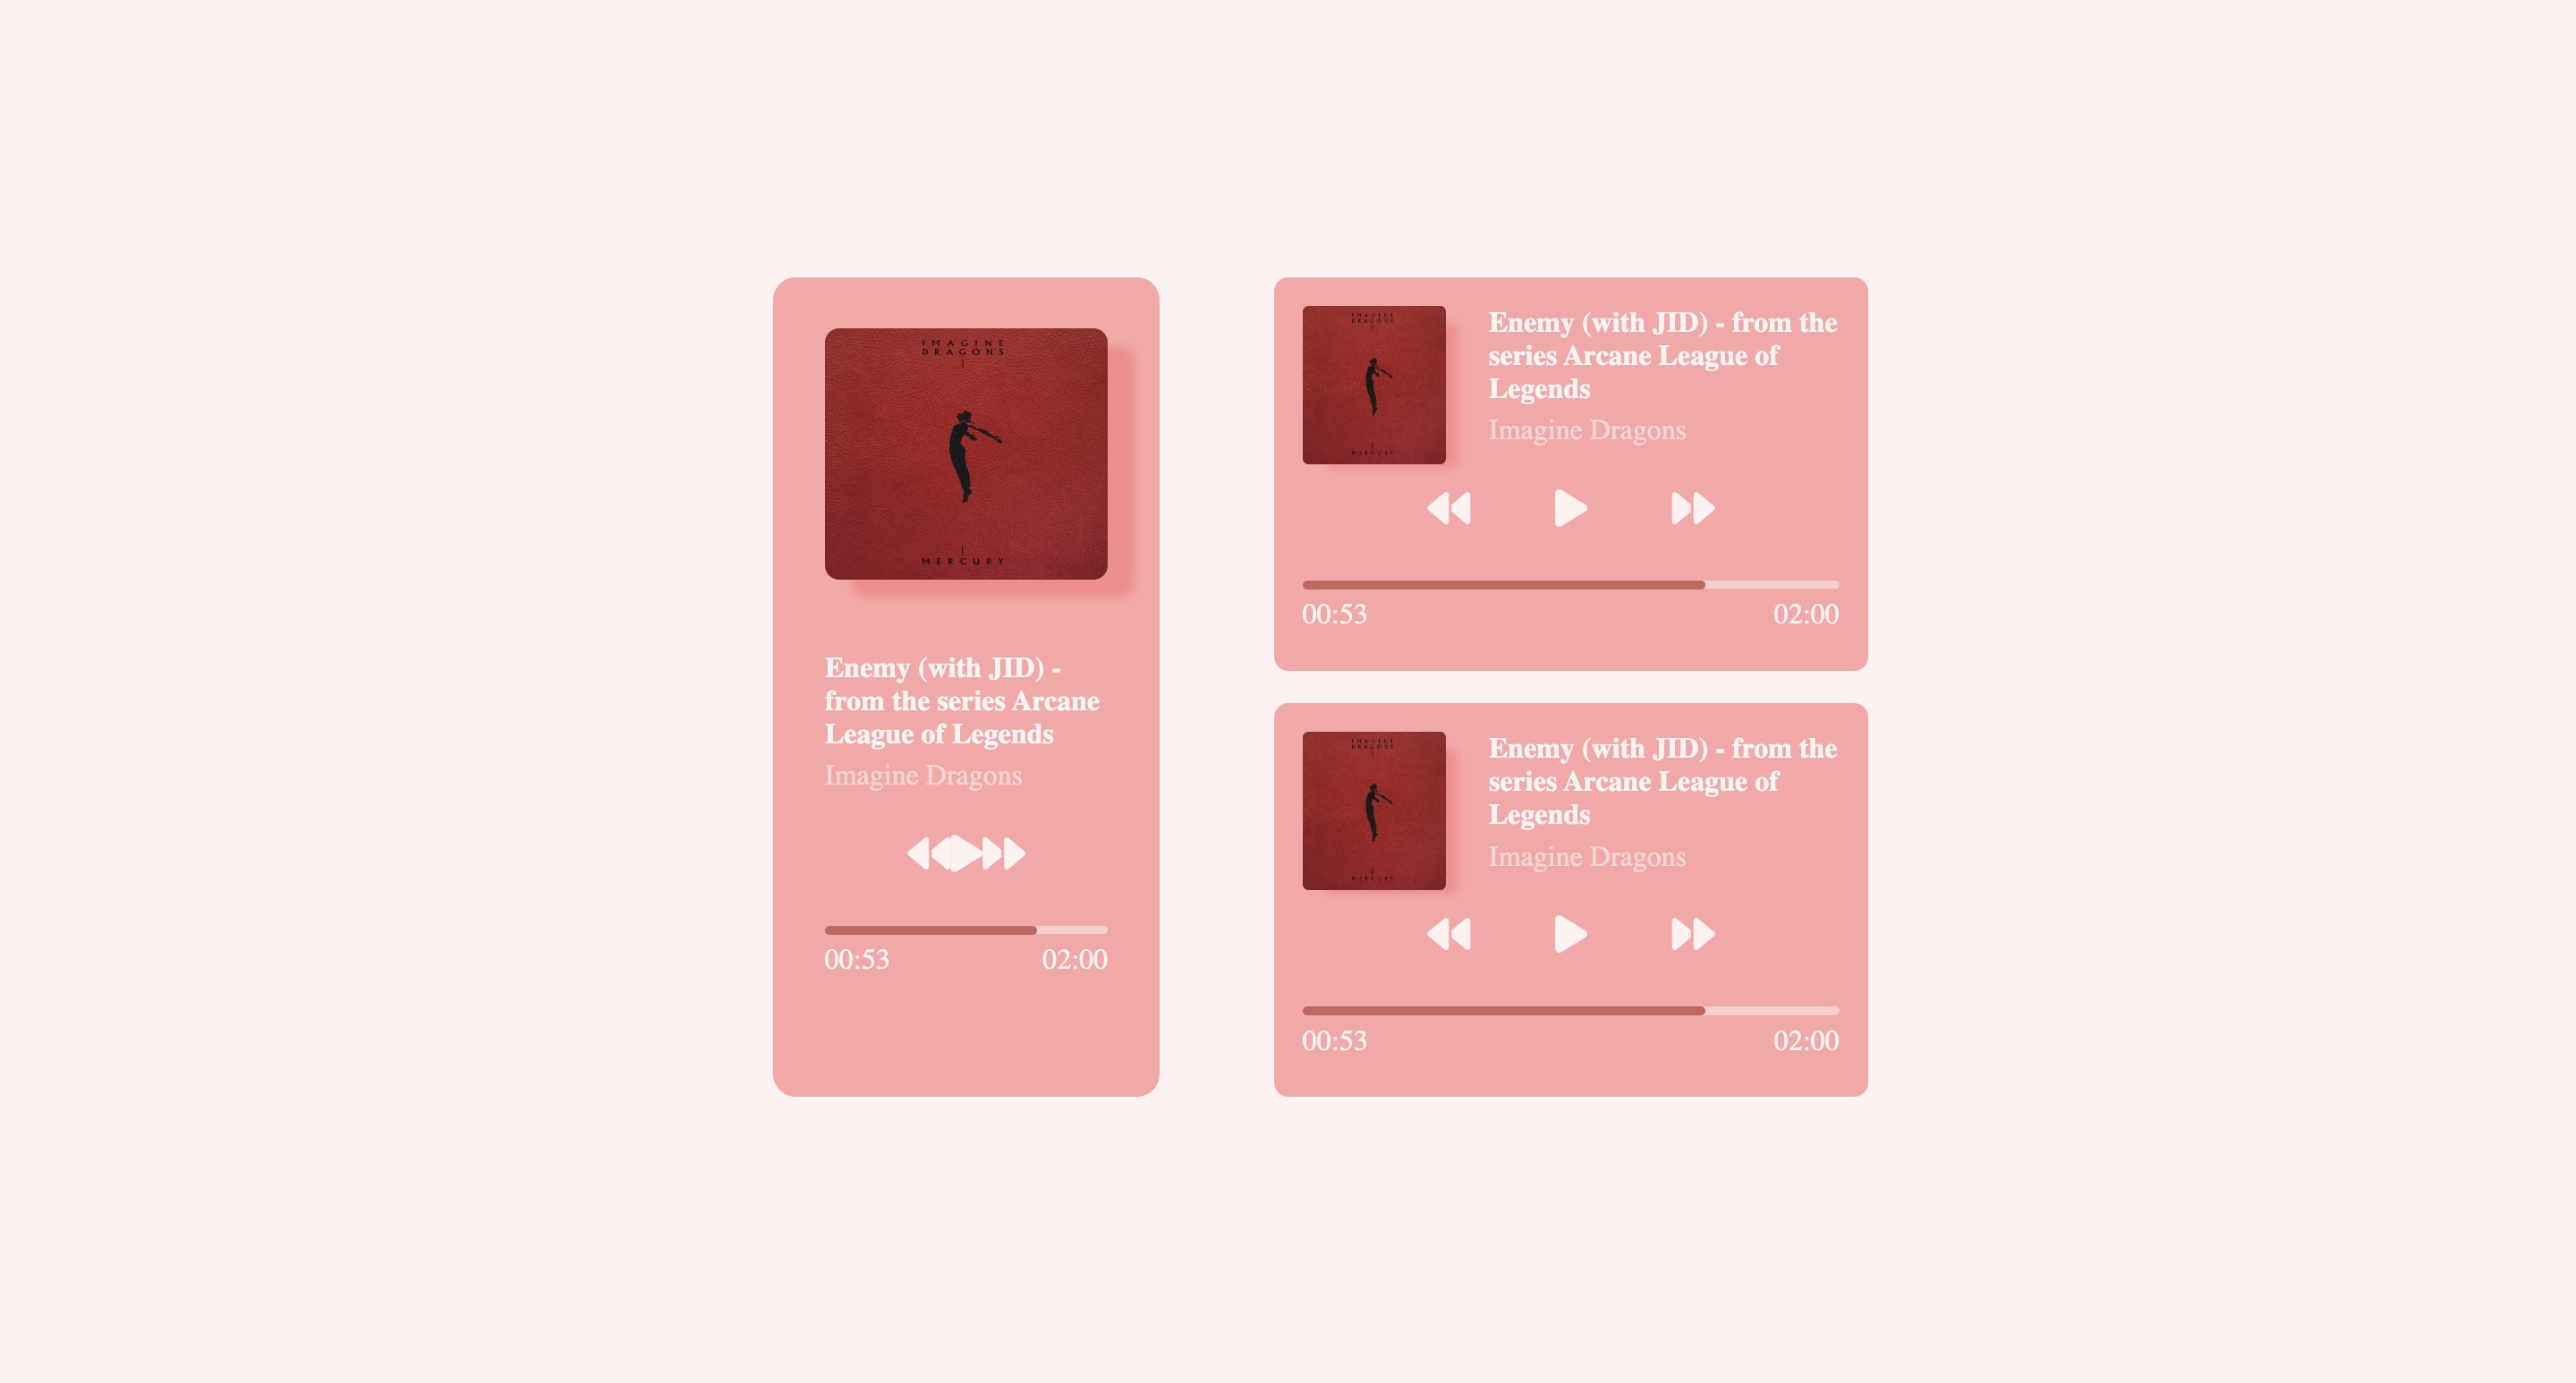 IMAGINE
DRAGONS
MERCURY
Enemy (with JID) -
from the series Arcane
League of Legends
Imagine Dragons
00:53 02:00
IMAGINE
DRAGONS
MERCURY
Enemy (with JID) - from the
series Arcane League of
Legends
Imagine Dragons
00:53 02:00
IMAGINE
DRAGONS
MERCURY
Enemy (with JID) - from the
series Arcane League of
Legends
Imagine Dragons
00:53 02:00